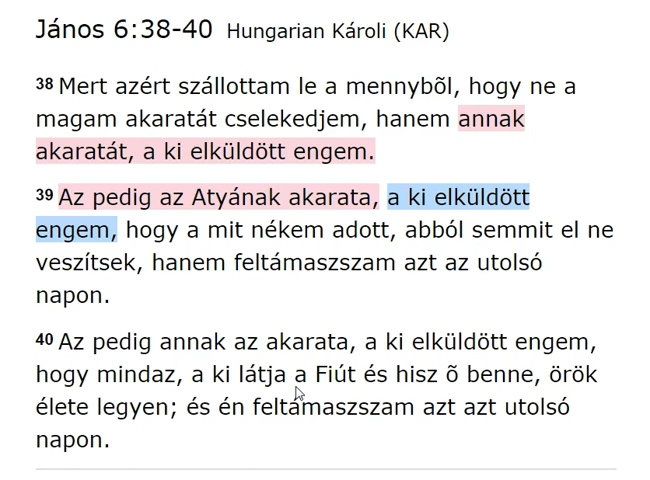 János 6:38-40 Hungarian Károli (KAR)
38 Mert azért szállottam le a mennybõl, hogy ne a
magam akaratát cselekedjem, hanem annak
akaratát, a ki elküldött engem.
39 Az pedig az Atyának akarata, a ki elküldött
engem, hogy a mit nékem adott, abból semmit el ne
veszítsek, hanem feltámaszszam azt az utolsó
napon.
40 Az pedig annak az akarata, a ki elküldött engem,
hogy mindaz, a ki látja a Fiút és hisz õ benne, örök
élete legyen; és én feltámaszszam azt azt utolsó
napon.